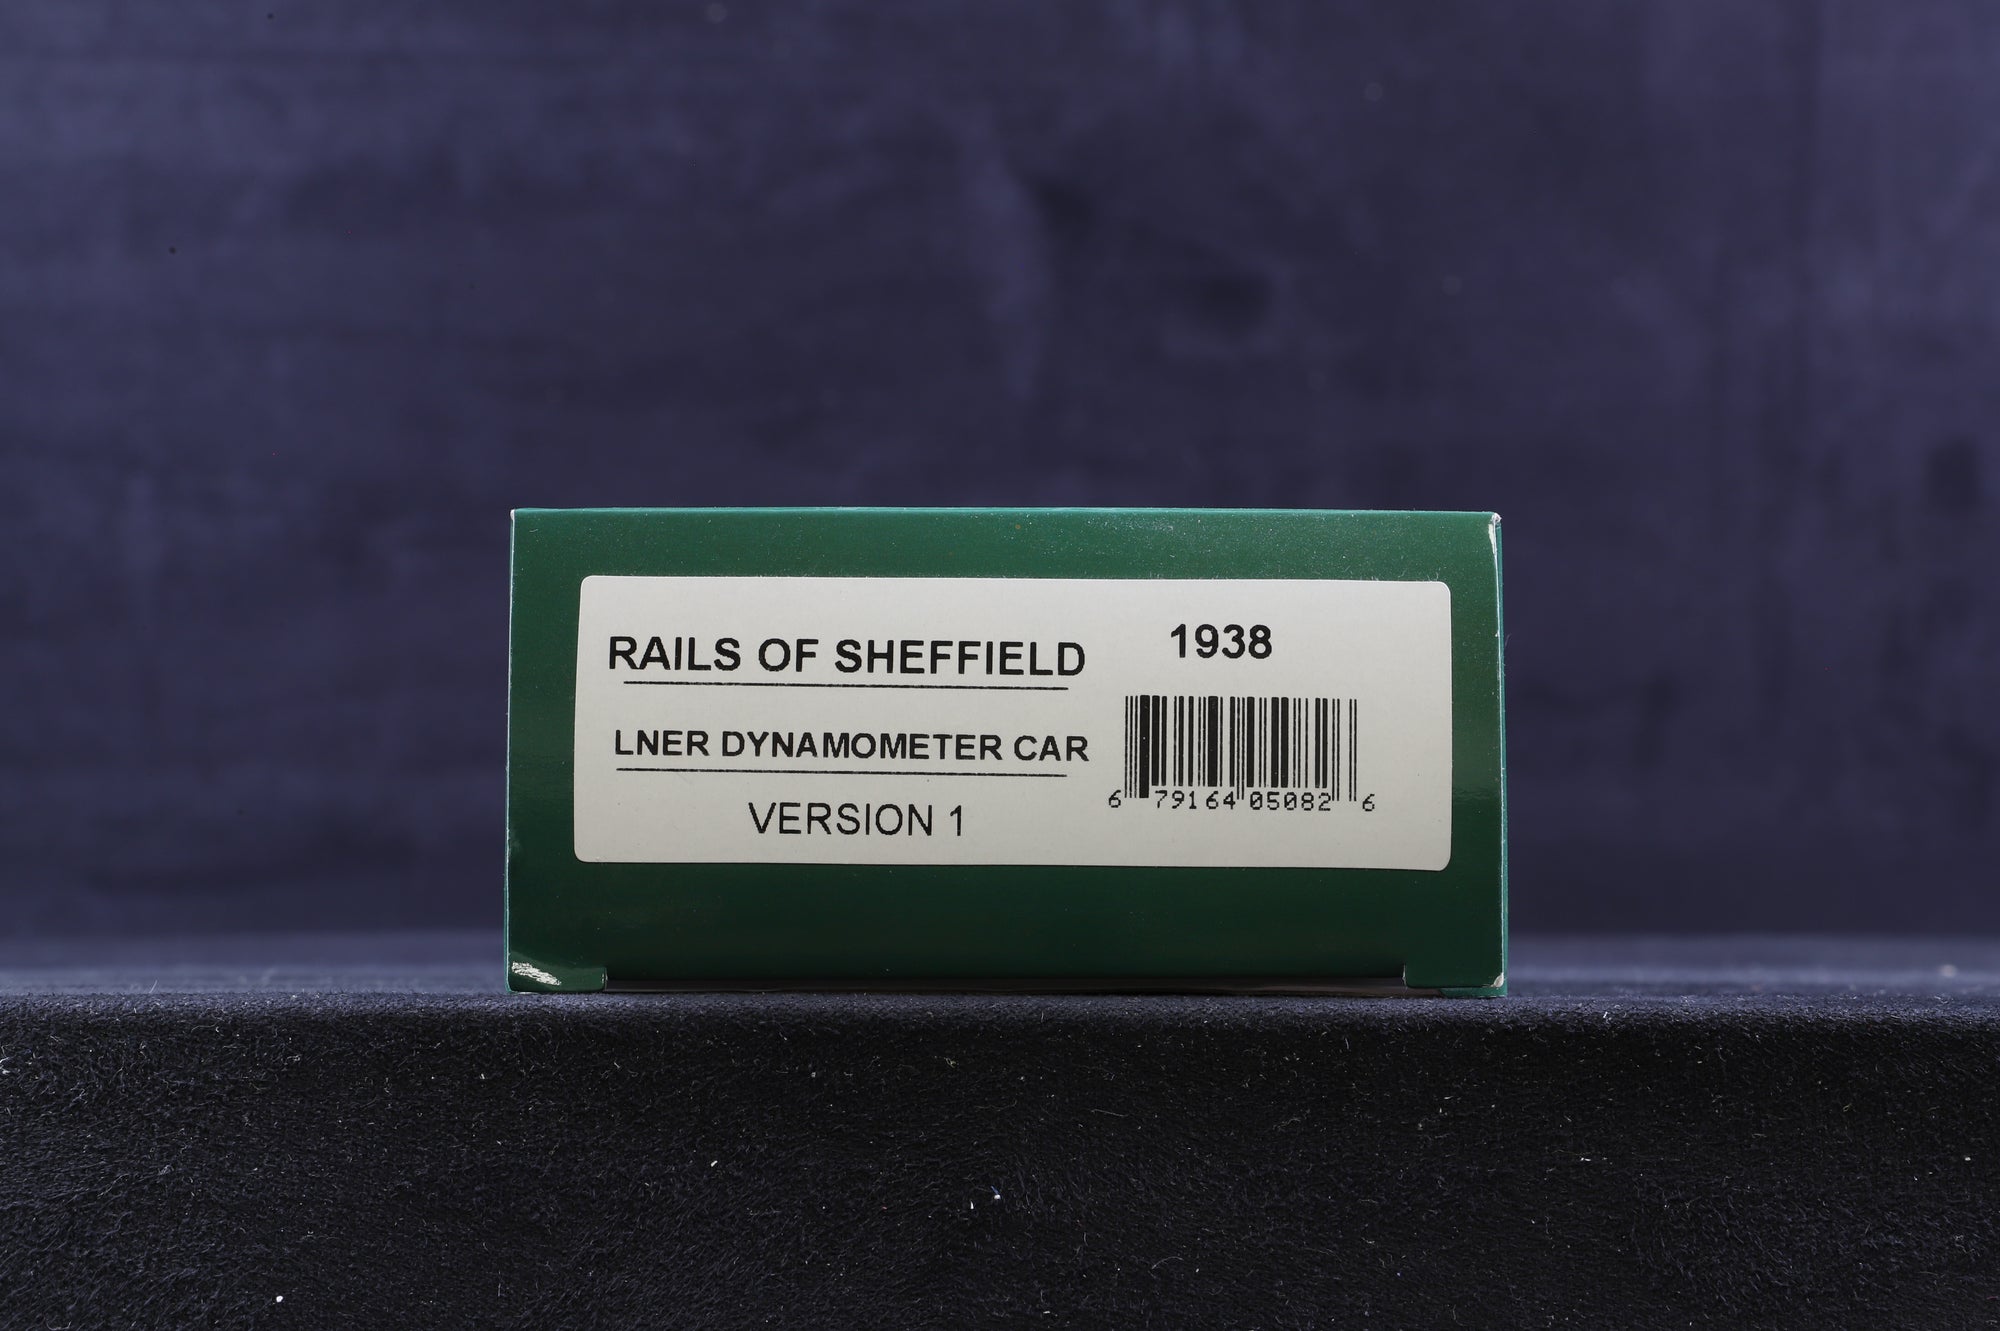 RAILS OF SHEFFIELD
LNER DYNAMOMETER CAR
VERSION 1
1938
6 79164 05082 6